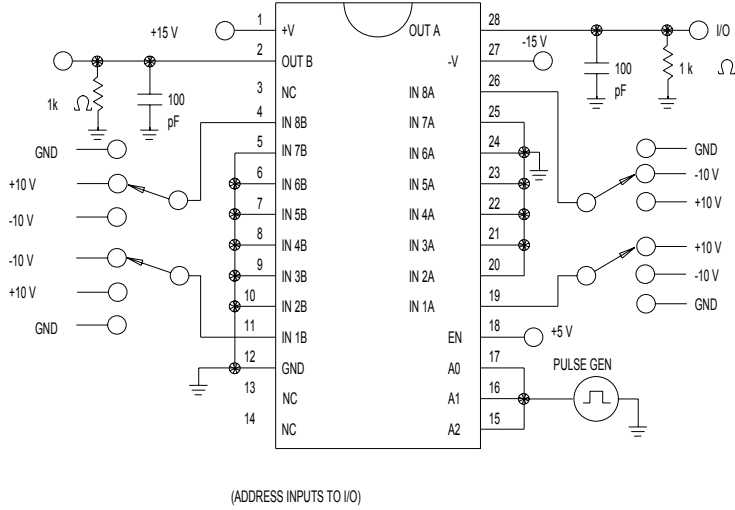 1 +V OUT A 28 I/O
+15 V
2 OUT B -V 27 -15 V
1k Ω 100 pF
100 pF 1 k Ω
3 NC IN 8A 26
4 IN 8B IN 7A 25
GND
5 IN 7B IN 6A 24
GND
+10 V
6 IN 6B IN 5A 23
-10 V
-10 V
7 IN 5B IN 4A 22
+10 V
-10 V
8 IN 4B IN 3A 21
+10 V
+10 V
9 IN 3B IN 2A 20
-10 V
GND
10 IN 2B IN 1A 19
GND
11 IN 1B EN 18 +5 V
12 GND A0 17
PULSE GEN
13 NC A1 16
14 NC A2 15
(ADDRESS INPUTS TO I/O)